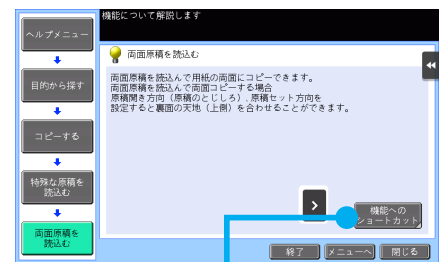 機能について解説します
ヘルプメニュー
目的から探す
コピーする
特殊な原稿を
読込む
両面原稿を
読込む
両面原稿を読込む
両面原稿を読込んで用紙の両面にコピーできます。
両面原稿を読込んで両面コピーする場合
原稿開き方向（原稿のとじしろ）、原稿セット方向を
設定すると裏面の天地（上側）を合わせることができます。
機能への
ショートカット
終了
メニューへ
閉じる